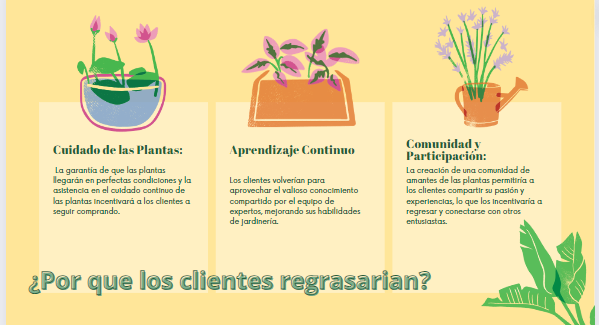 Cuidado de las Plantas:
La garantía de que las plantas
llegarán en perfectas condiciones y la
asistencia en el cuidado continuo de
las plantas incentivará a los clientes a
seguir comprando.
Aprendizaje Continuo
Los clientes volverían para
aprovechar el valioso conocimiento
compartido por el equipo de
expertos, mejorando sus habilidades
de jardinería.
Comunidad y
Participación:
La creación de una comunidad de
amantes de las plantas permitiría a
los clientes compartir su pasión y
experiencias, lo que los incentivaría a
regresar y conectarse con otros
entusiastas.
¿Por que los clientes regrasarian?